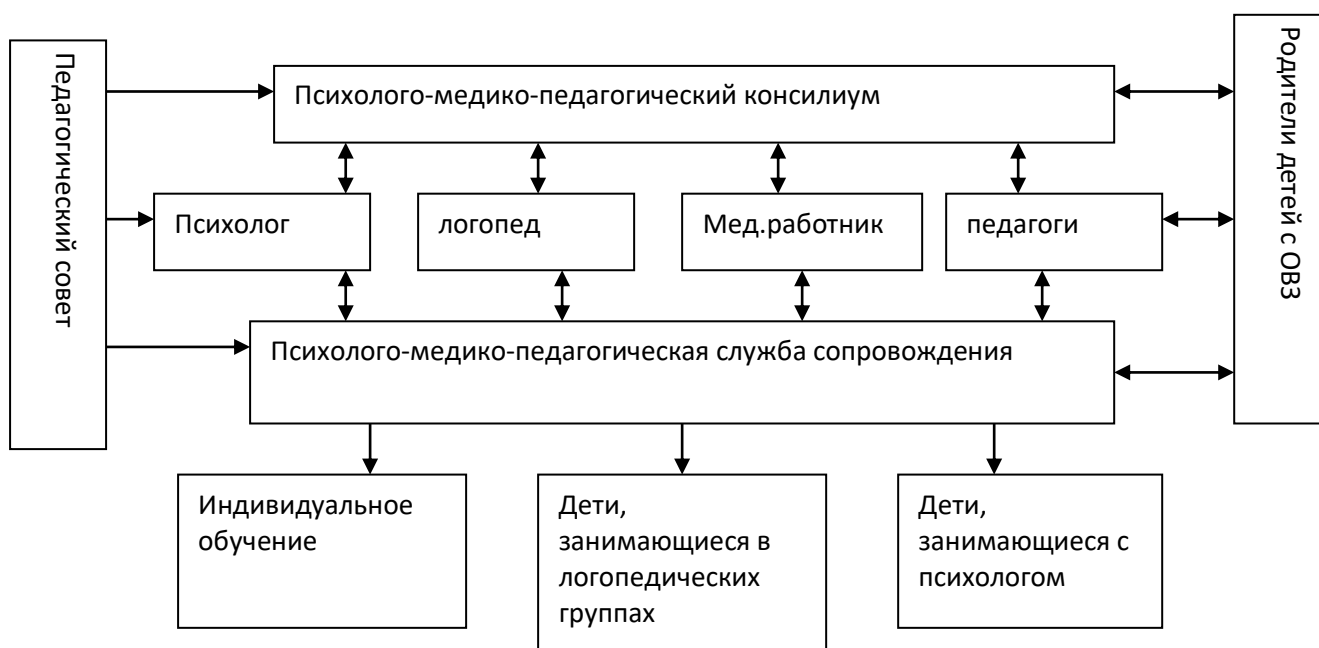 Педагогический совет
Психолого-медико-педагогический консилиум
Родители детей с ОВЗ
Психолог
логопед
Мед.работник
педагоги
Психолого-медико-педагогическая служба сопровождения
Индивидуальное
обучение
Дети,
занимающиеся в
логопедических
группах
Дети,
занимающиеся с
психологом